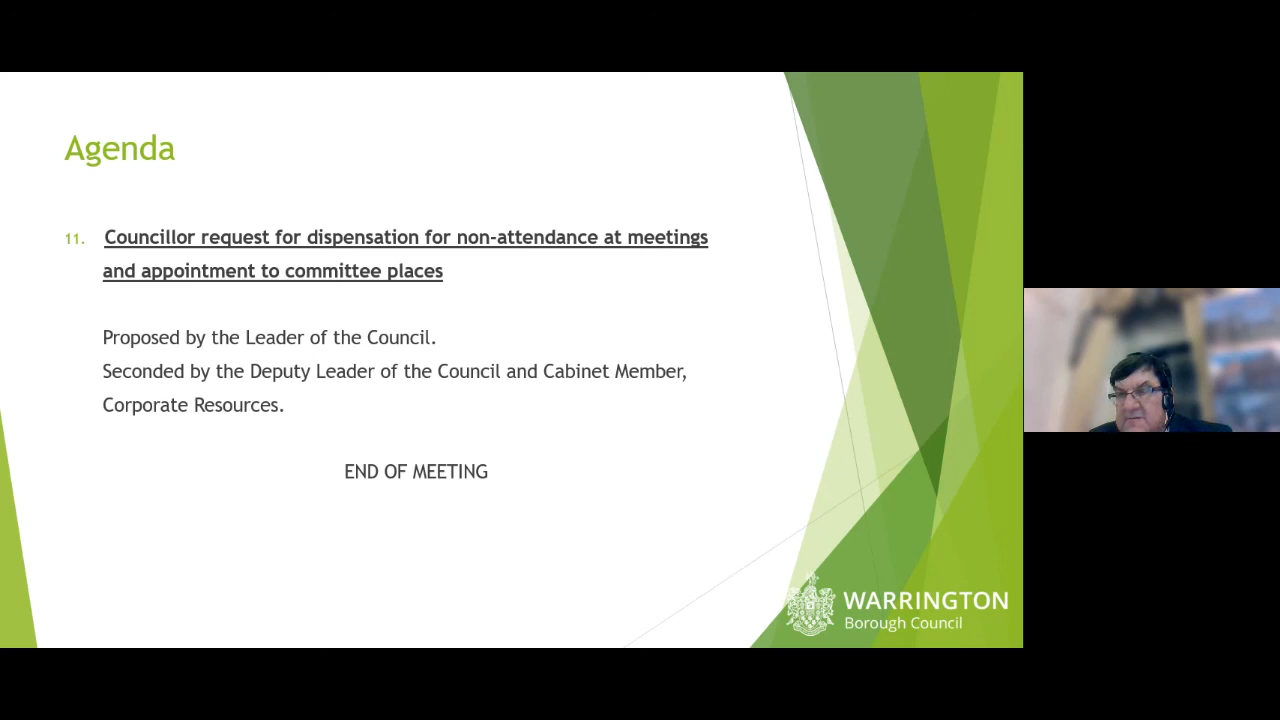 Agenda
11. Councillor request for dispensation for non-attendance at meetings
and appointment to committee places
Proposed by the Leader of the Council.
Seconded by the Deputy Leader of the Council and Cabinet Member,
Corporate Resources.
END OF MEETING
WARRINGTON
Borough Council